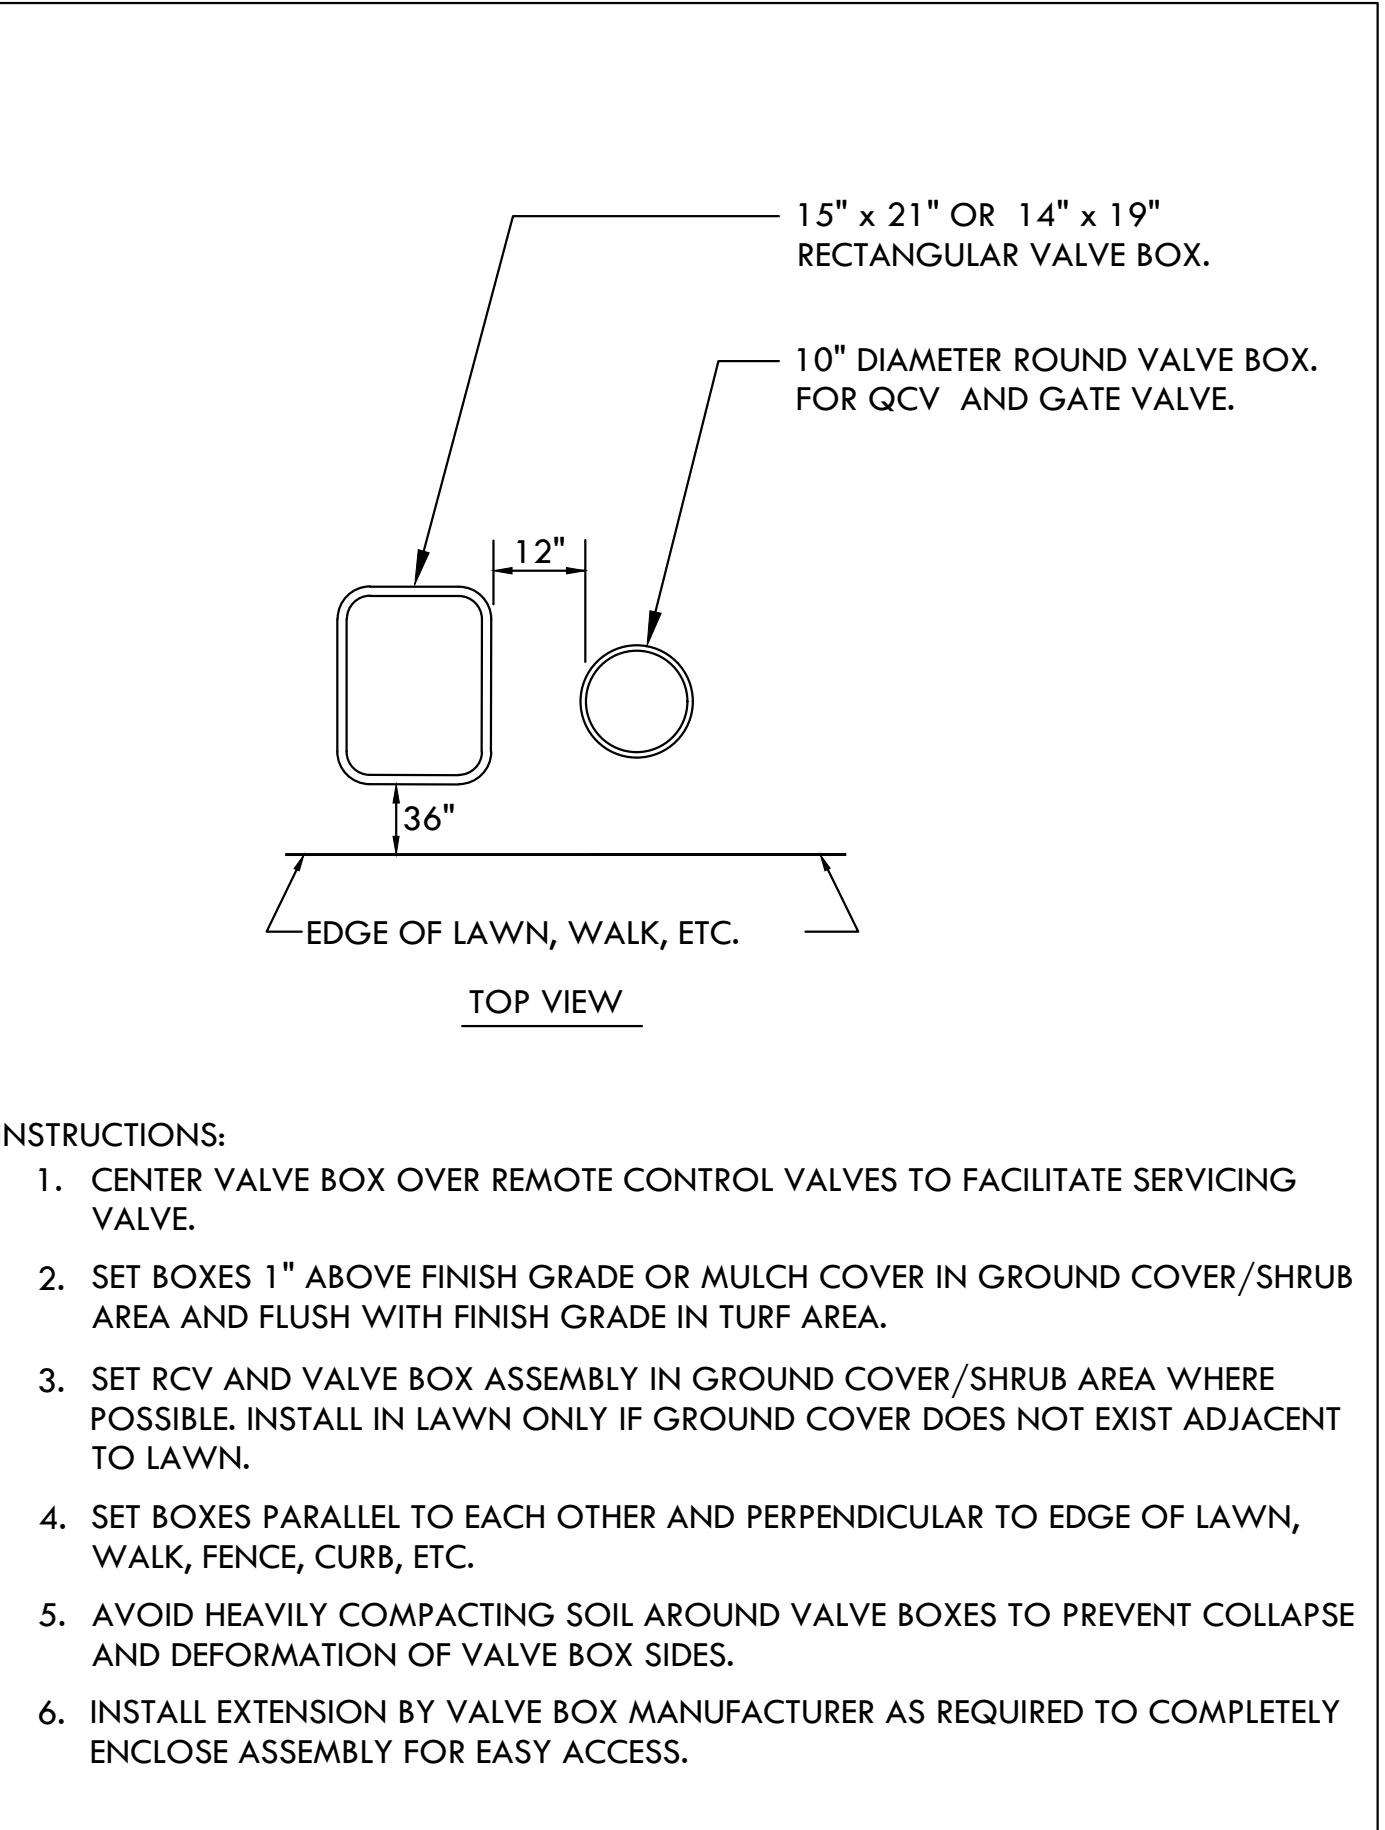 15" x 21" OR 14" x 19"
RECTANGULAR VALVE BOX.
10" DIAMETER ROUND VALVE BOX.
FOR QCV AND GATE VALVE.
12"
36"
EDGE OF LAWN, WALK, ETC.
TOP VIEW
NSTRUCTIONS:
1. CENTER VALVE BOX OVER REMOTE CONTROL VALVES TO FACILITATE SERVICING
VALVE.
2. SET BOXES 1" ABOVE FINISH GRADE OR MULCH COVER IN GROUND COVER/SHRUB
AREA AND FLUSH WITH FINISH GRADE IN TURF AREA.
3. SET RCV AND VALVE BOX ASSEMBLY IN GROUND COVER/SHRUB AREA WHERE
POSSIBLE. INSTALL IN LAWN ONLY IF GROUND COVER DOES NOT EXIST ADJACENT
TO LAWN.
4. SET BOXES PARALLEL TO EACH OTHER AND PERPENDICULAR TO EDGE OF LAWN,
WALK, FENCE, CURB, ETC.
5. AVOID HEAVILY COMPACTING SOIL AROUND VALVE BOXES TO PREVENT COLLAPSE
AND DEFORMATION OF VALVE BOX SIDES.
6. INSTALL EXTENSION BY VALVE BOX MANUFACTURER AS REQUIRED TO COMPLETELY
ENCLOSE ASSEMBLY FOR EASY ACCESS.